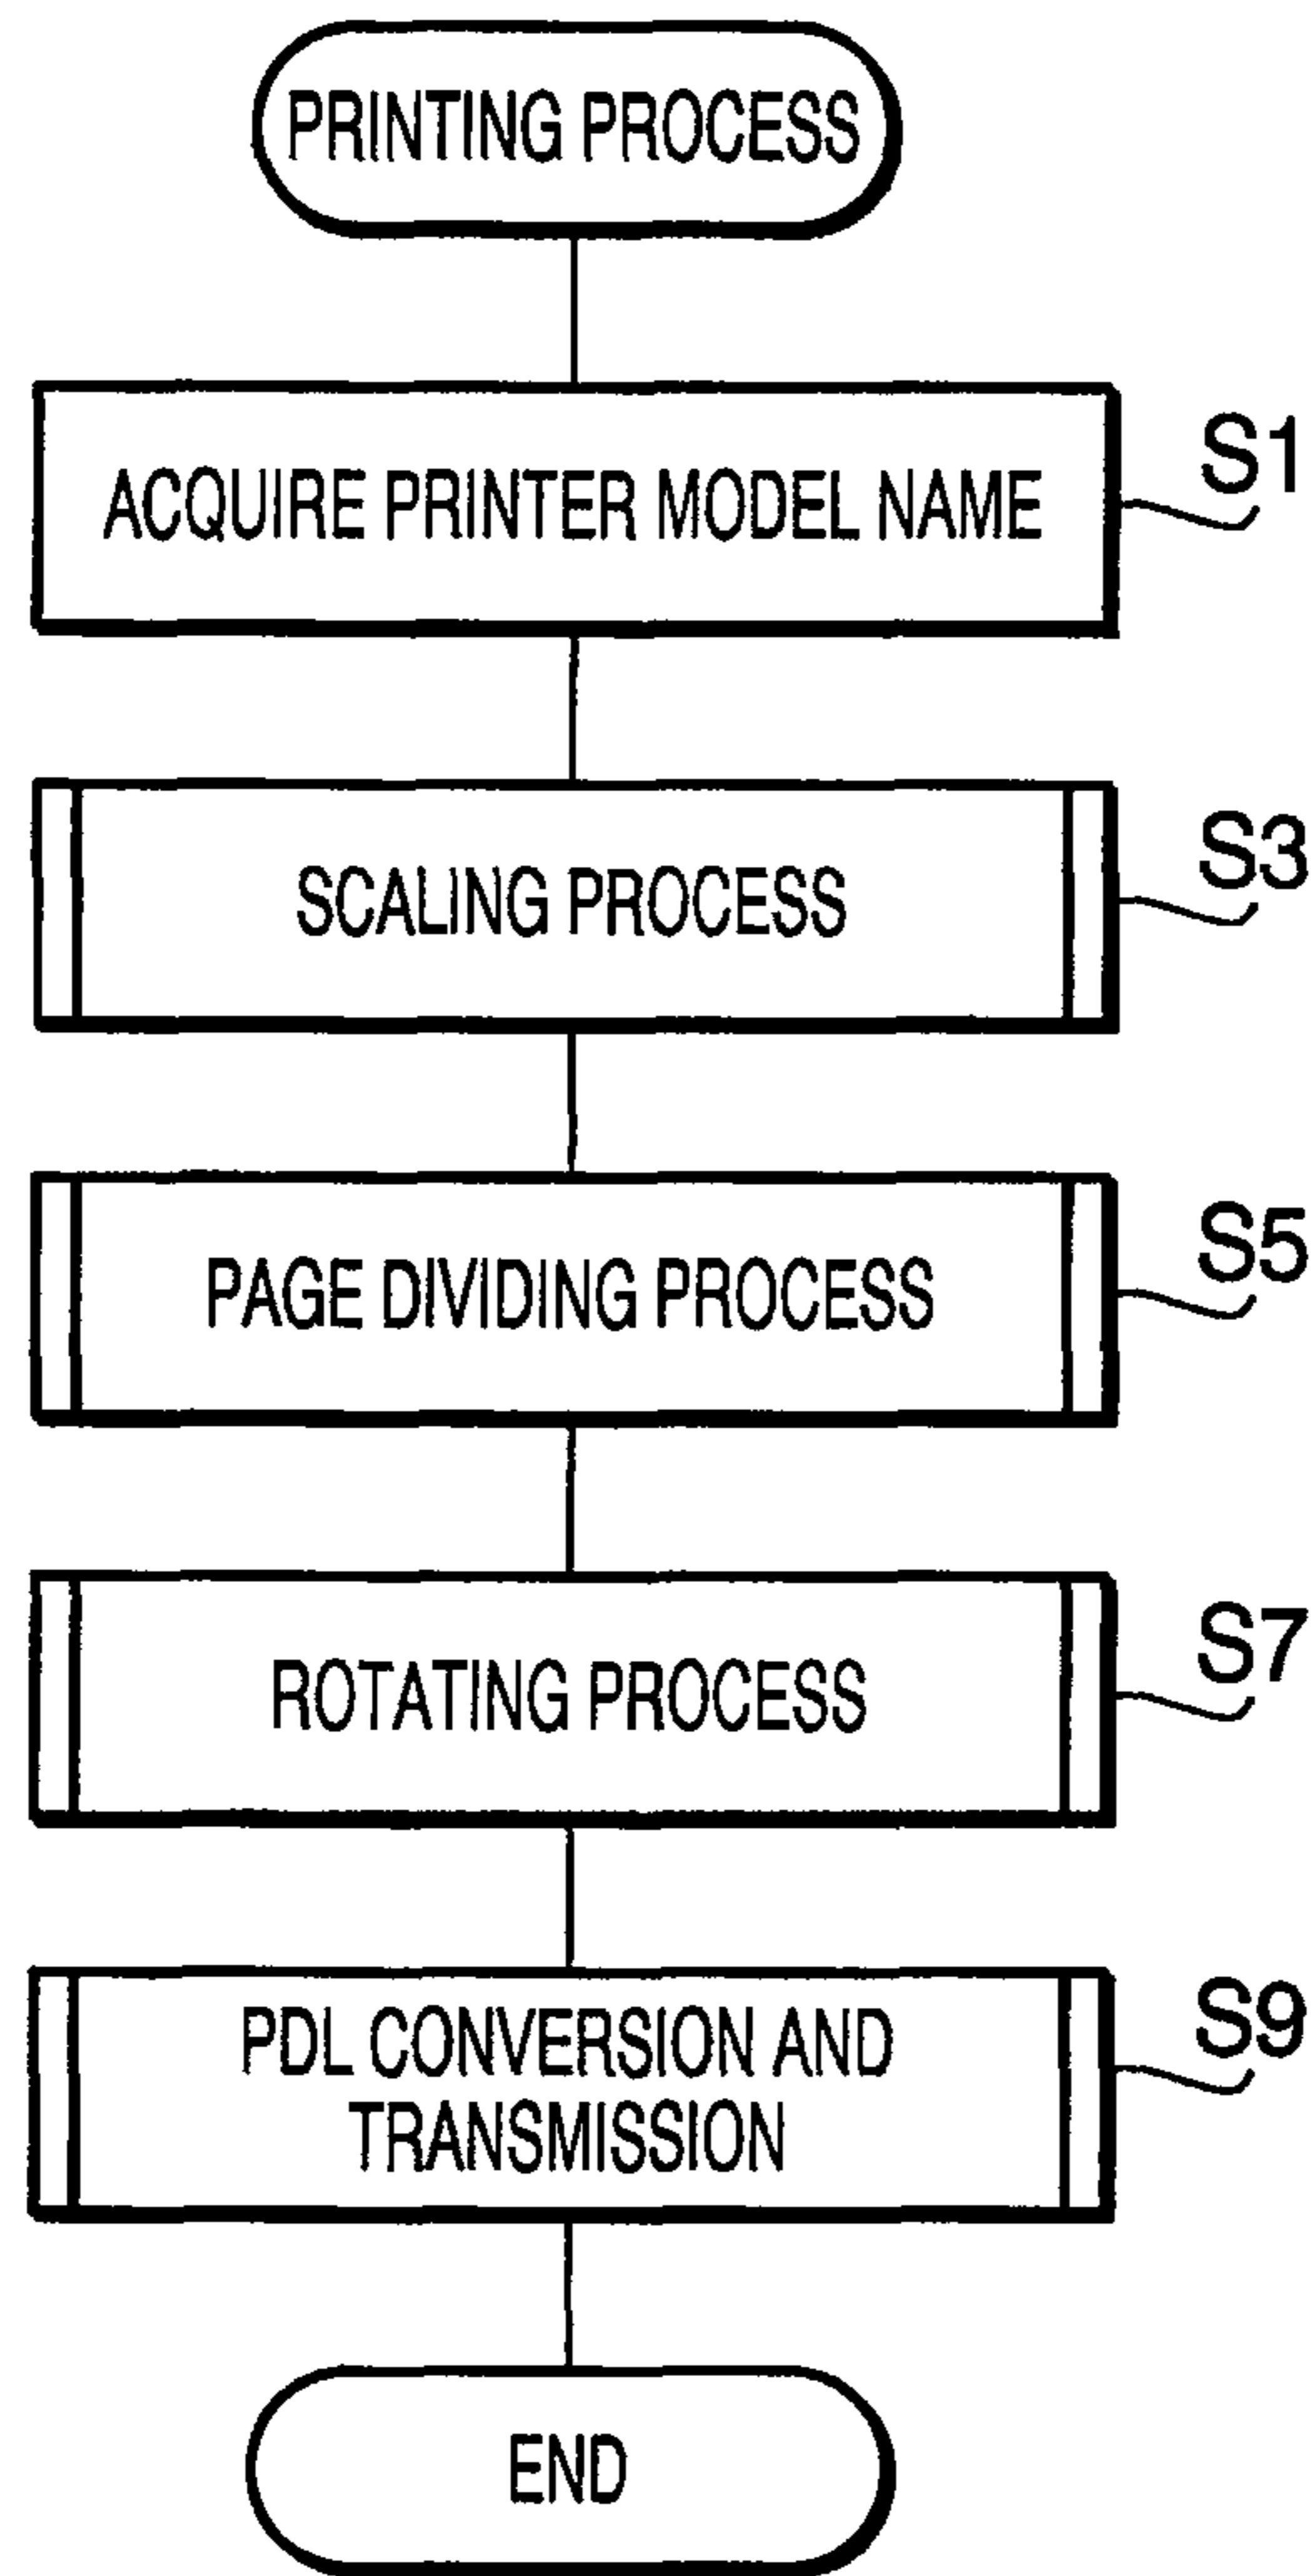 PRINTING PROCESS
ACQUIRE PRINTER MODEL NAME
S1
SCALING PROCESS
S3
PAGE DIVIDING PROCESS
S5
ROTATING PROCESS
S7
PDL CONVERSION AND
TRANSMISSION
S9
END